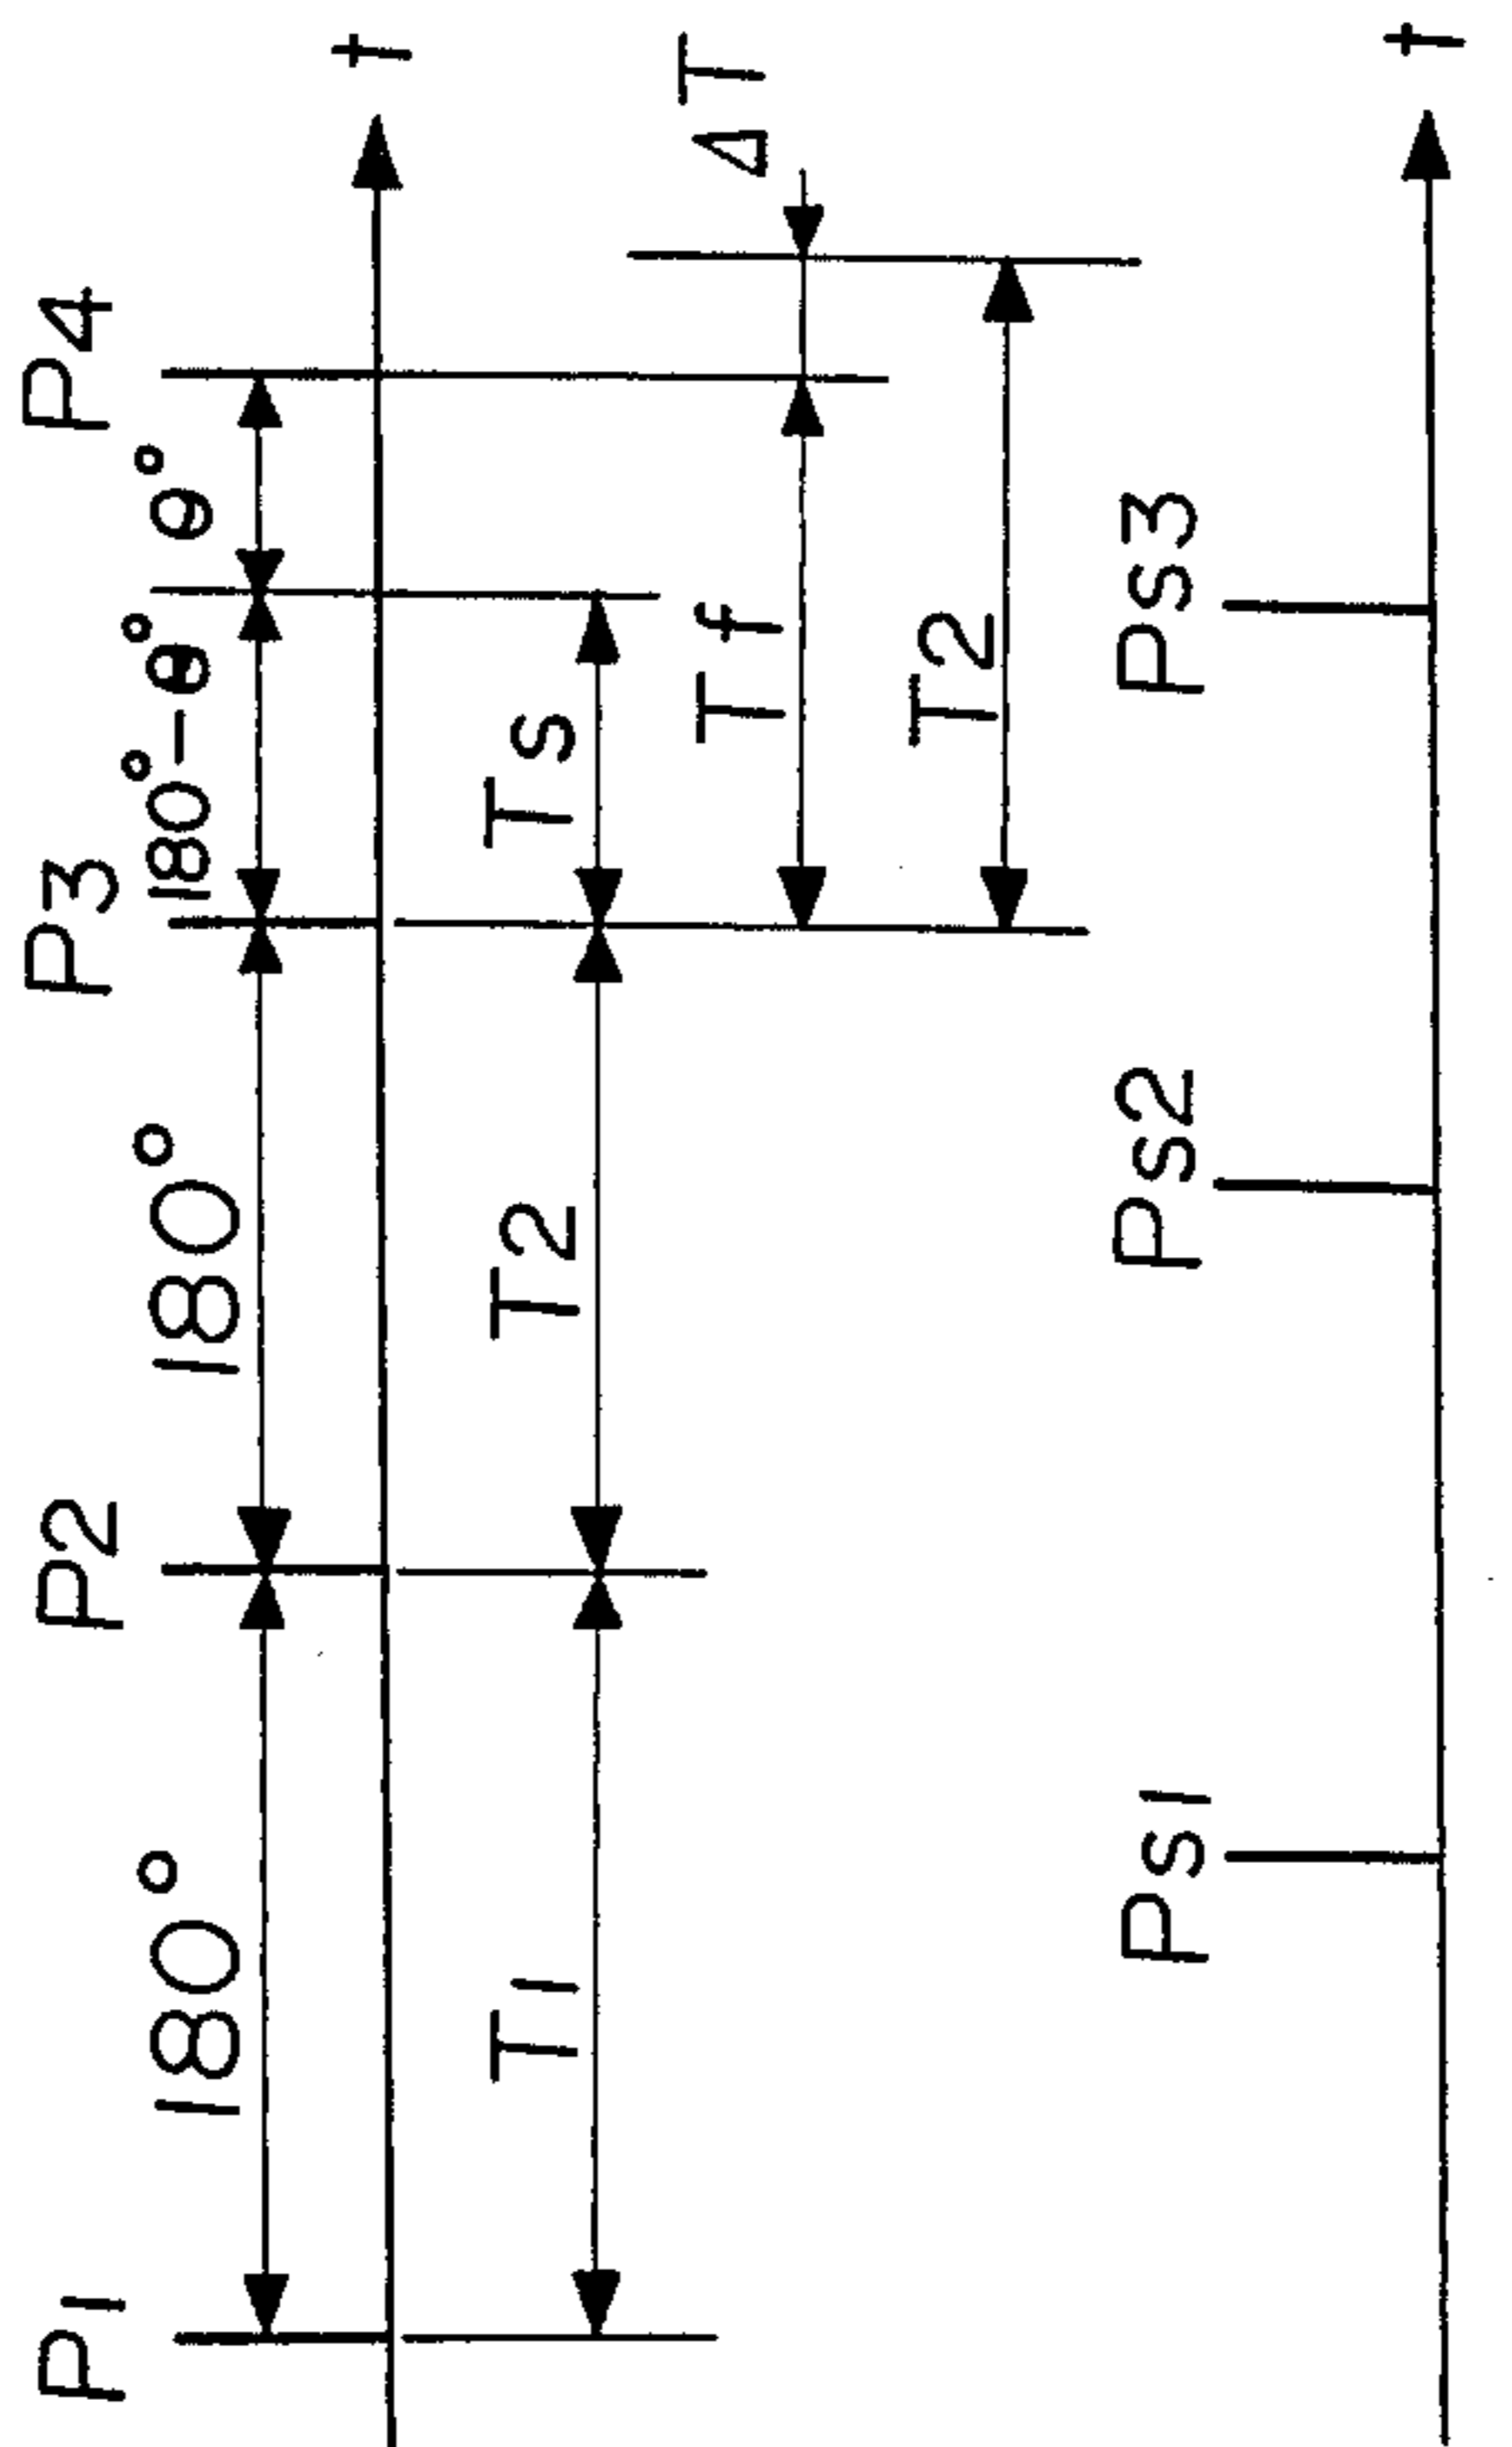 P1 P2 P3 P4
180° 180° 180°-θ° θ°
t
T1 T2 Ts
Tf ΔT
T2
Ps1 Ps2 Ps3
t